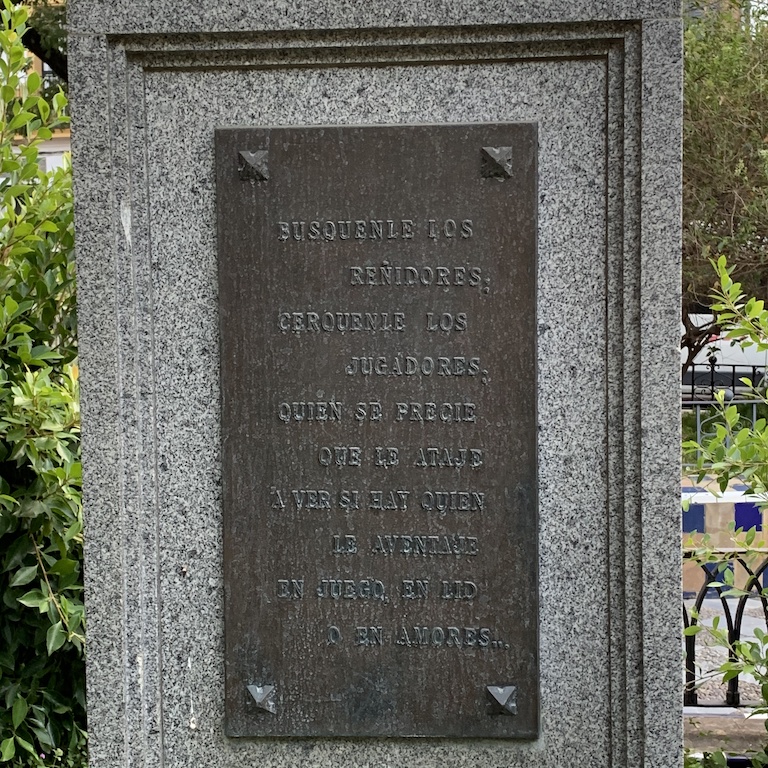 BUSQUENLE LOS
REÑIDORES;
CERQUENLE LOS
JUGADORES;
QUIEN SE PRECIE
QUE LE ATAJE
A VER SI HAY QUIEN
LE AVENTAJE
EN JUEGO, EN LID
O EN AMORES...